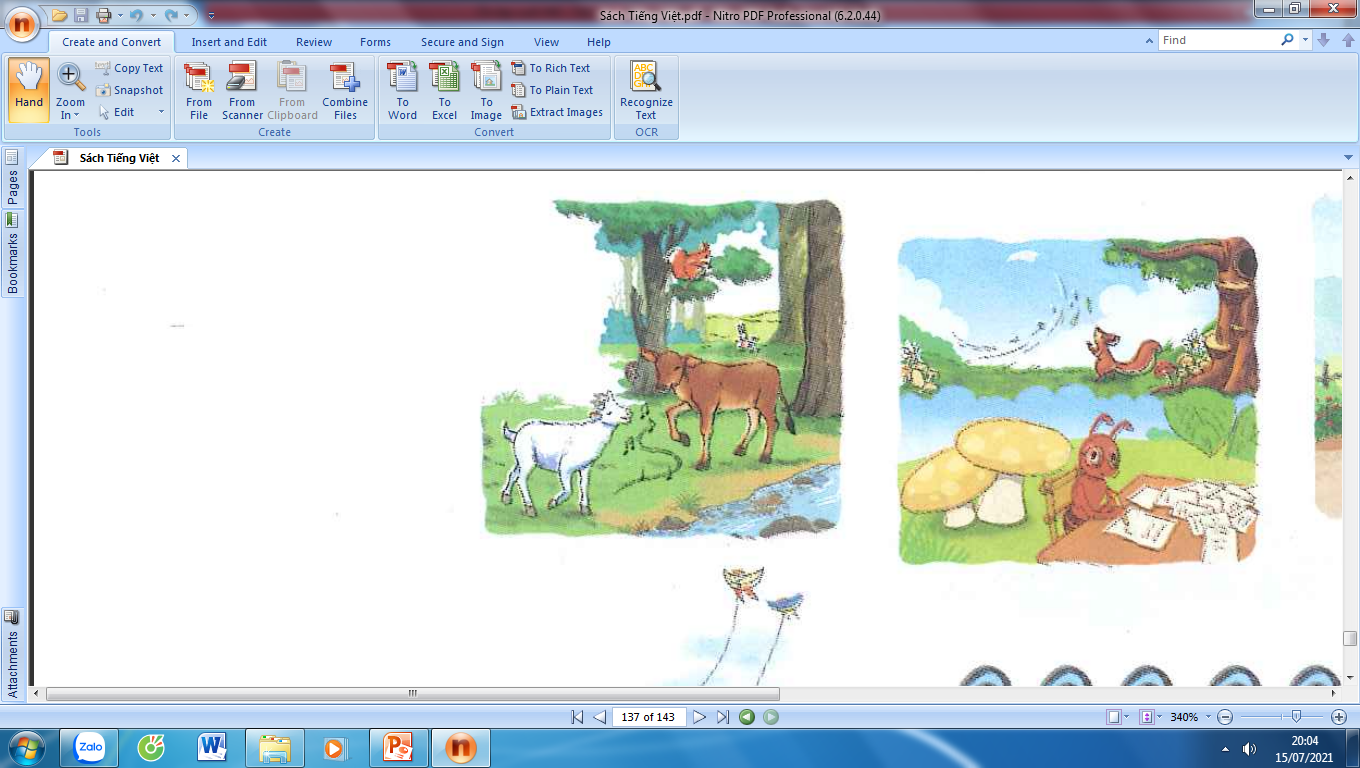 Sách Tiếng Việt.pdf - Nitro PDF Professional (6.2.0.44)
Create and Convert Insert and Edit Review Forms Secure and Sign View Help Find
Hand
Zoom In
Copy Text
Snapshot
Edit
Tools
From File
From Scanner
From Clipboard
Combine Files
Create
To Word
To Excel
To Image
To Rich Text
To Plain Text
Extract Images
Convert
Recognize Text
OCR
Sách Tiếng Việt
Pages
Bookmarks
Attachments
137 of 143
340%
Zalo
20:04
15/07/2021